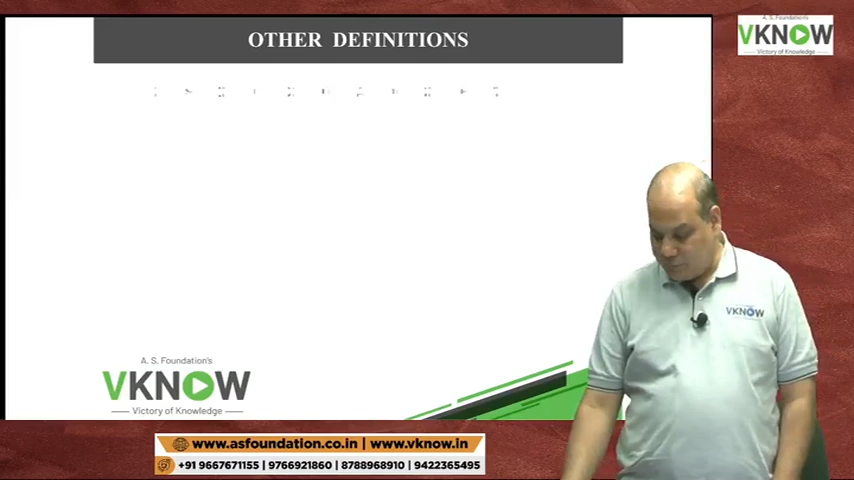 OTHER DEFINITIONS
A. S. Foundation's
VKNOW
Victory of Knowledge
VKNOW
A. S. Foundation's
VKNOW
Victory of Knowledge
www.asfoundation.co.in | www.vknow.in
+91 9667671155 | 9766921860 | 8788968910 | 9422365495